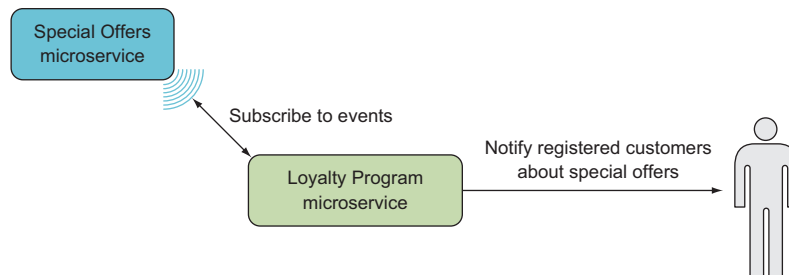 Special Offers
microservice
Subscribe to events
Notify registered customers
about special offers
Loyalty Program
microservice